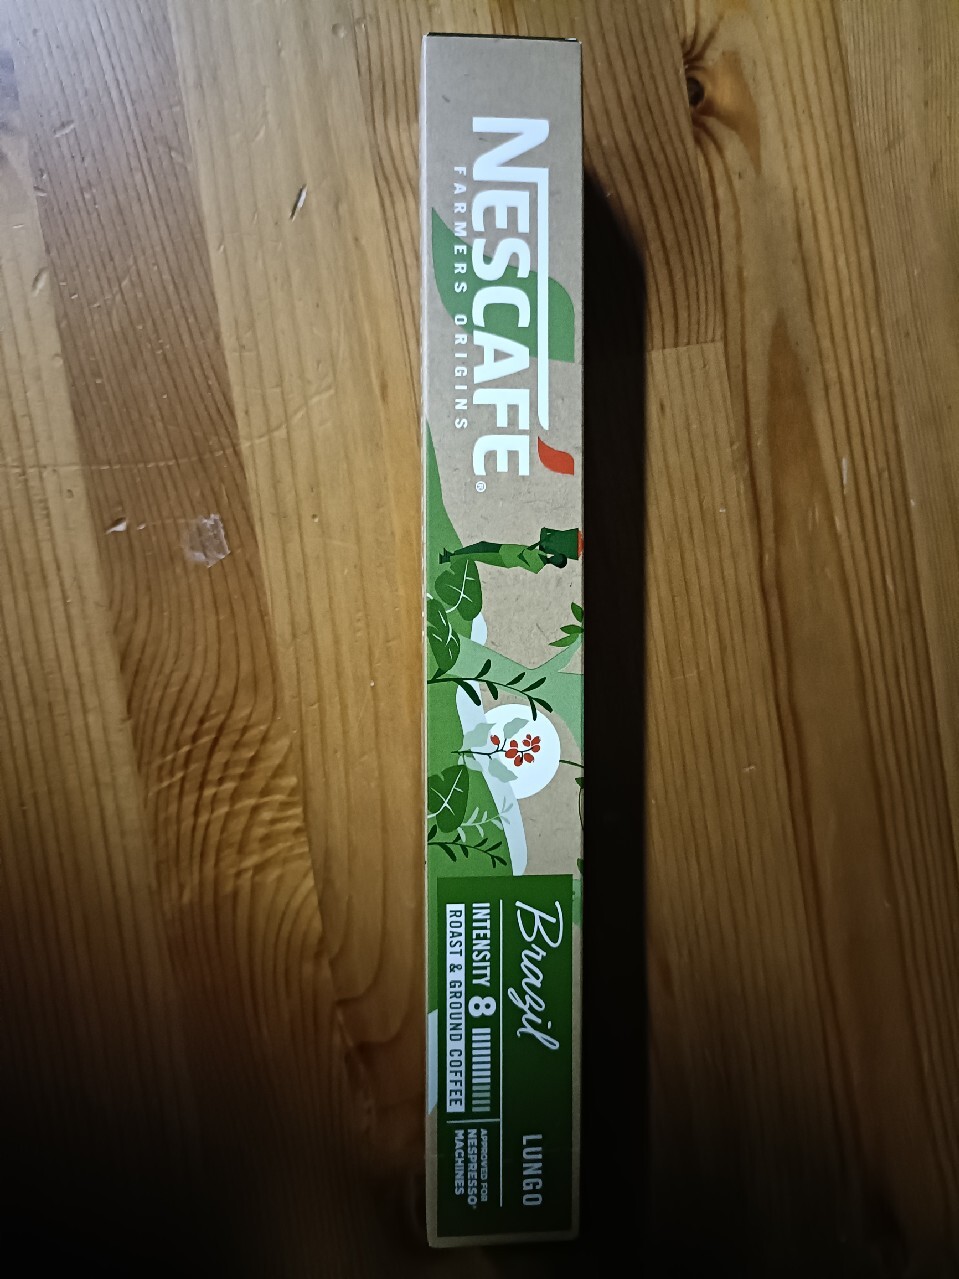 NESCAFÉ®
FARMERS ORIGINS
Brazil LUNGO
INTENSITY 8
ROAST & GROUND COFFEE
APPROVED FOR
NESPRESSO*
MACHINES